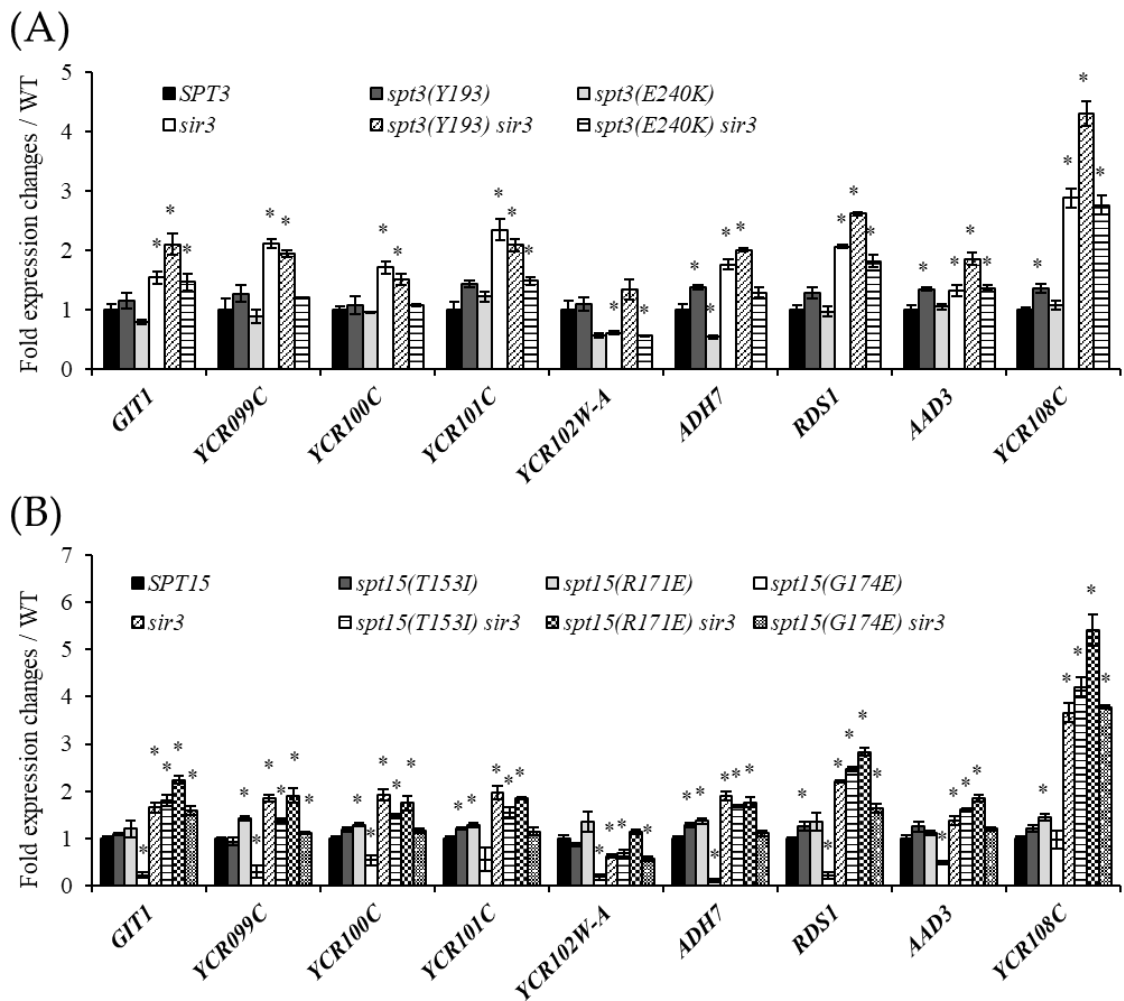 (A)
Fold expression changes / WT
5
4
3
2
1
0
SPT3 spt3(Y193) spt3(E240K)
sir3 spt3(Y193) sir3 spt3(E240K) sir3
* * * * * * * * * * * * * * * * * * * * * * * * * *
GIT1 YCR099C YCR100C YCR101C YCR102W-A ADH7 RDS1 AAD3 YCR108C
(B)
Fold expression changes / WT
7
6
5
4
3
2
1
0
SPT15 spt15(T153I) spt15(R171E) spt15(G174E)
sir3 spt15(T153I) sir3 spt15(R171E) sir3 spt15(G174E) sir3
GIT1 YCR099C YCR100C YCR101C YCR102W-A ADH7 RDS1 AAD3 YCR108C